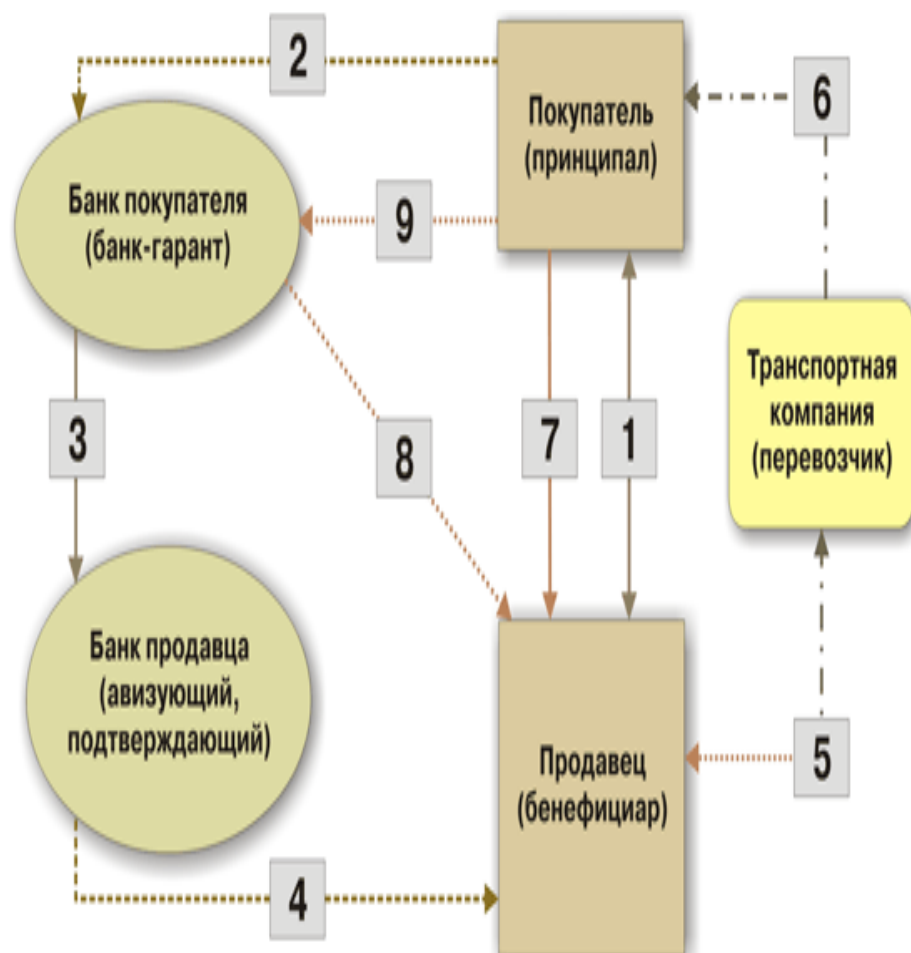 2
6
Покупатель
(принципал)
Банк покупателя
(банк-гарант)
9
Транспортная
компания
(перевозчик)
3
8
7
1
Банк продавца
(авизующий,
подтверждающий)
Продавец
(бенефициар)
5
4